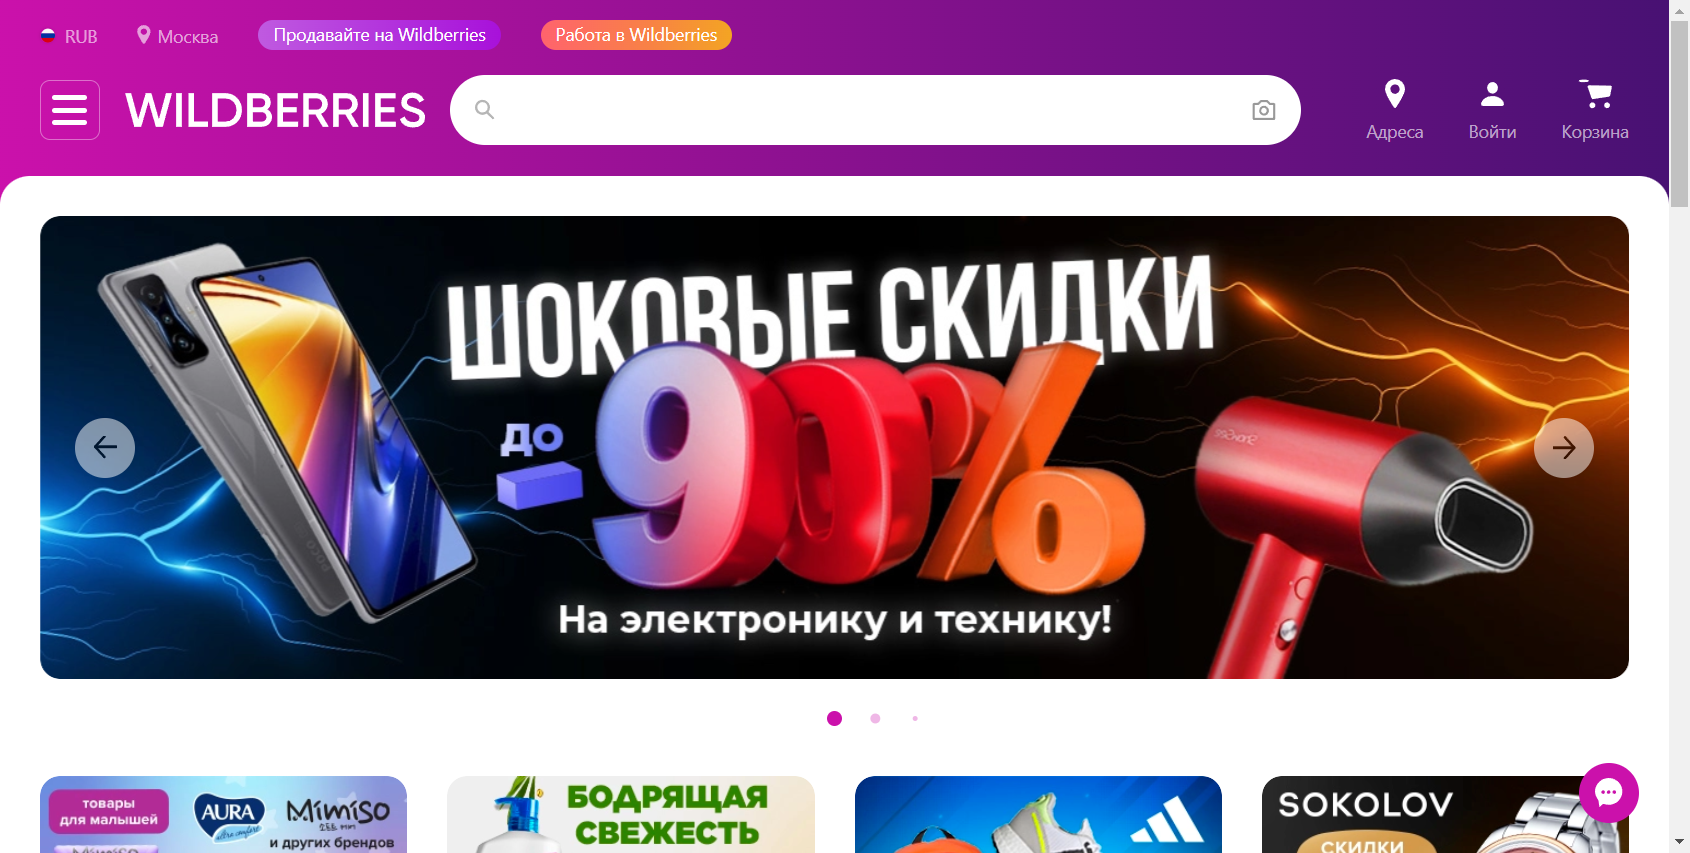 RUB
Москва
Продавайте на Wildberries
Работа в Wildberries
WILDBERRIES
Адреса
Войти
Корзина
ШОКОВЫЕ СКИДКИ
ДО
-90%
На электронику и технику!
товары
для малышей
AURA
Mimiso
и других брендов
БОДРЯЩАЯ
СВЕЖЕСТЬ
adidas
SOKOLOV
СКИДКИ